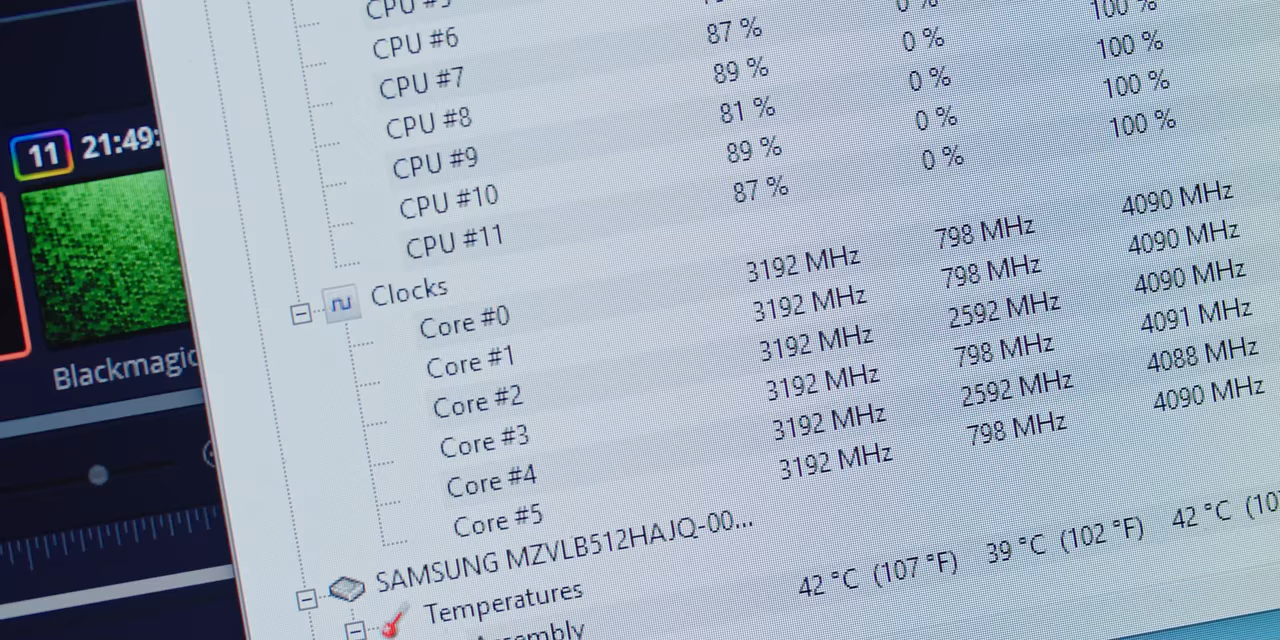 CPU #5
CPU #6
CPU #7 87 % 0 %
CPU #8 89 % 0 % 100 %
CPU #9 81 % 0 % 100 %
CPU #10 89 % 0 % 100 %
CPU #11 87 % 0 % 100 %
Clocks
Core #0 3192 MHz 798 MHz 4090 MHz
Core #1 3192 MHz 798 MHz 4090 MHz
Core #2 3192 MHz 2592 MHz 4090 MHz
Core #3 3192 MHz 798 MHz 4091 MHz
Core #4 3192 MHz 2592 MHz 4088 MHz
Core #5 3192 MHz 798 MHz 4090 MHz
SAMSUNG MZVLB512HAJQ-00...
Temperatures
42 °C (107 °F) 39 °C (102 °F) 42 °C (10
11 21:49:
Blackmagic